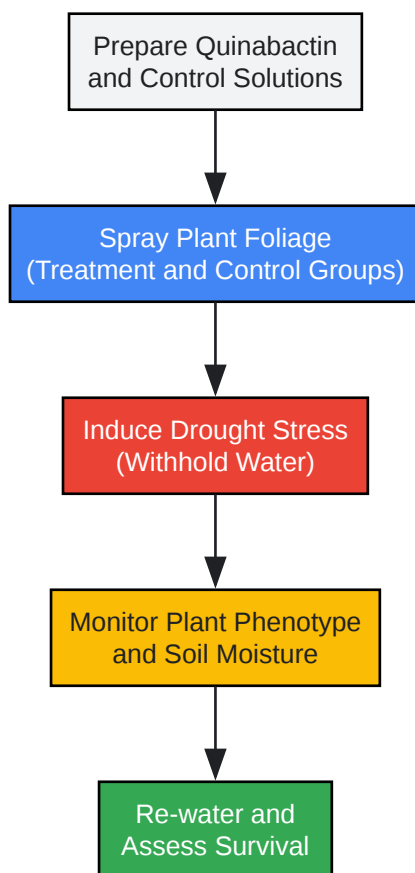 Prepare Quinabactin
and Control Solutions
Spray Plant Foliage
(Treatment and Control Groups)
Induce Drought Stress
(Withhold Water)
Monitor Plant Phenotype
and Soil Moisture
Re-water and
Assess Survival